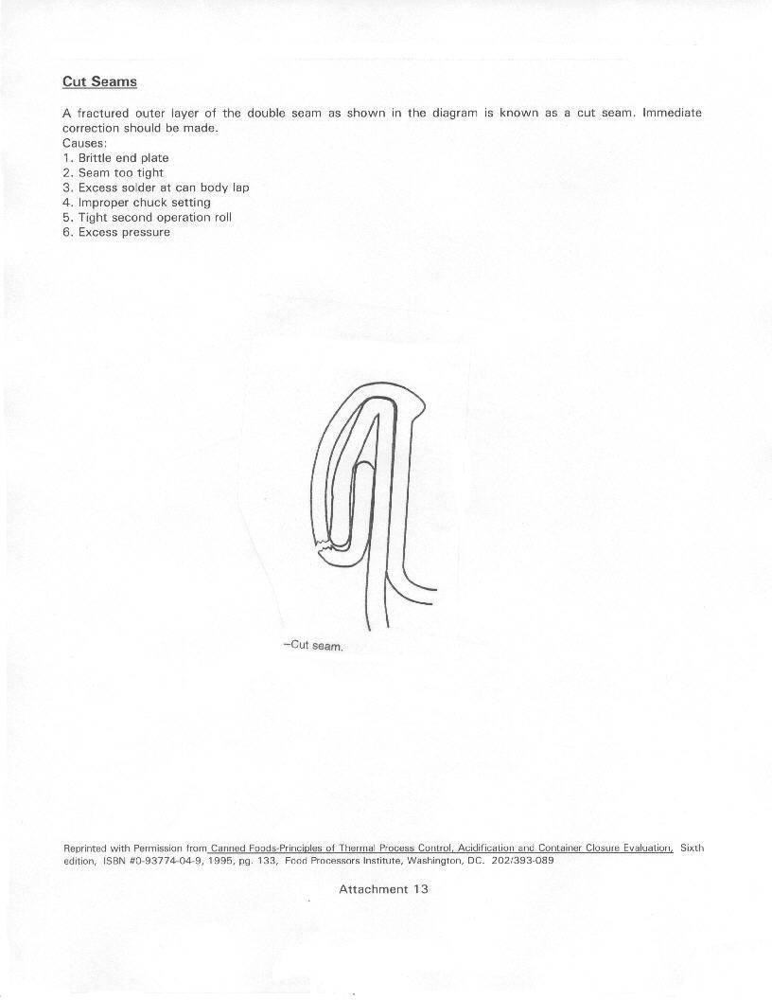 Cut Seams
A fractured outer layer of the double seam as shown in the diagram is known as a cut seam. Immediate
correction should be made.
Causes:
1. Brittle end plate
2. Seam too tight
3. Excess solder at can body lap
4. Improper chuck setting
5. Tight second operation roll
6. Excess pressure
–Cut seam.
Reprinted with Permission from Canned Foods-Principles of Thermal Process Control, Acidification and Container Closure Evaluation, Sixth
edition, ISBN #0-93774-04-9, 1995, pg. 133, Food Processors Institute, Washington, DC. 202/393-089
Attachment 13